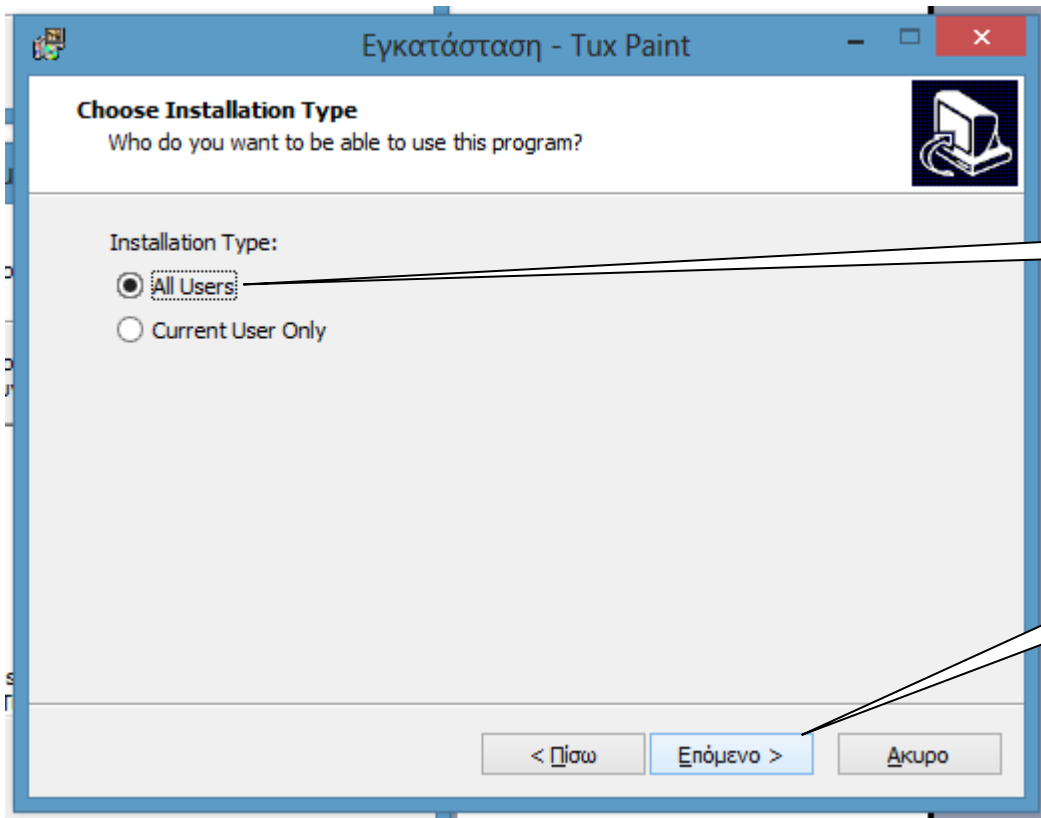 Εγκατάσταση - Tux Paint
Choose Installation Type
Who do you want to be able to use this program?
Installation Type:
All Users
Current User Only
< Πίσω
Επόμενο >
Ακυρο